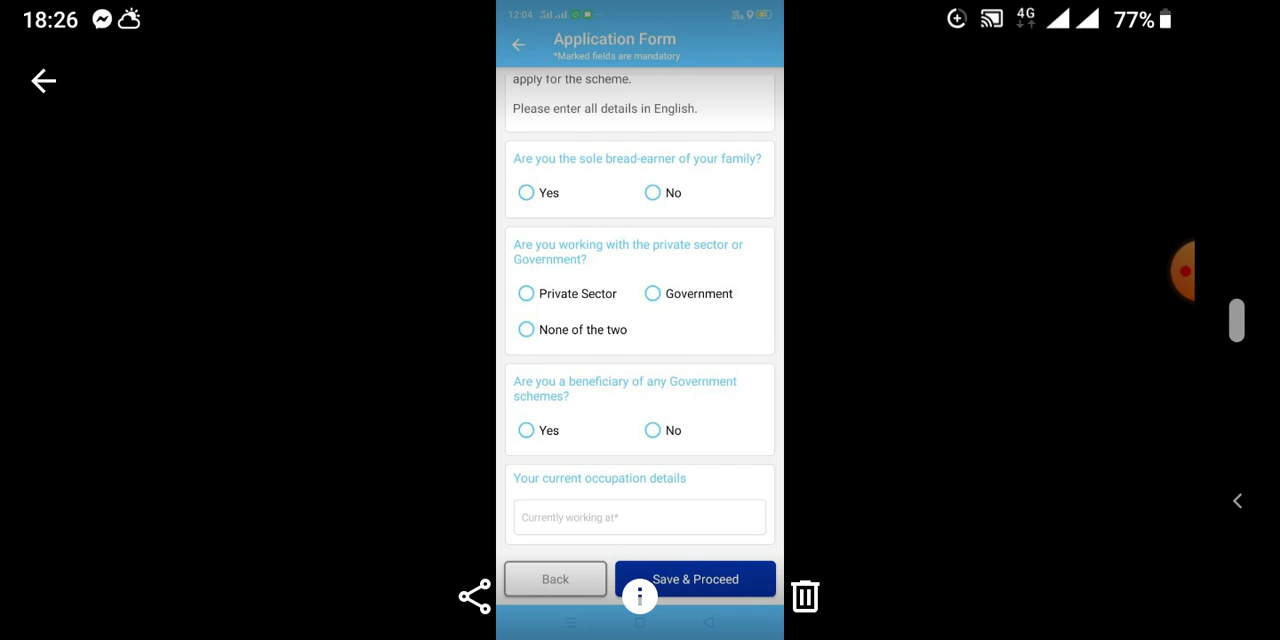 18:26
4G
77%
12:04
Application Form
*Marked fields are mandatory
apply for the scheme.
Please enter all details in English.
Are you the sole bread-earner of your family?
Yes No
Are you working with the private sector or
Government?
Private Sector Government
None of the two
Are you a beneficiary of any Government
schemes?
Yes No
Your current occupation details
Currently working at*
Back Save & Proceed